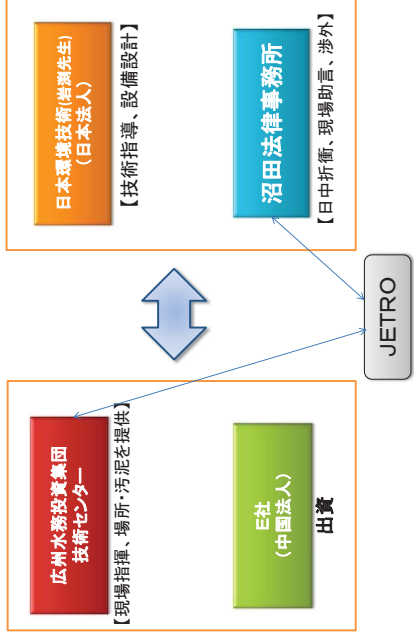 広州水務投資集団
技術センター
【現場指揮、場所・汚泥を提供】
E社
(中国法人)
出資
日本環境技術(岩渕先生)
(日本法人)
【技術指導、設備設計】
沼田法律事務所
【日中折衝、現場助言、渉外】
JETRO